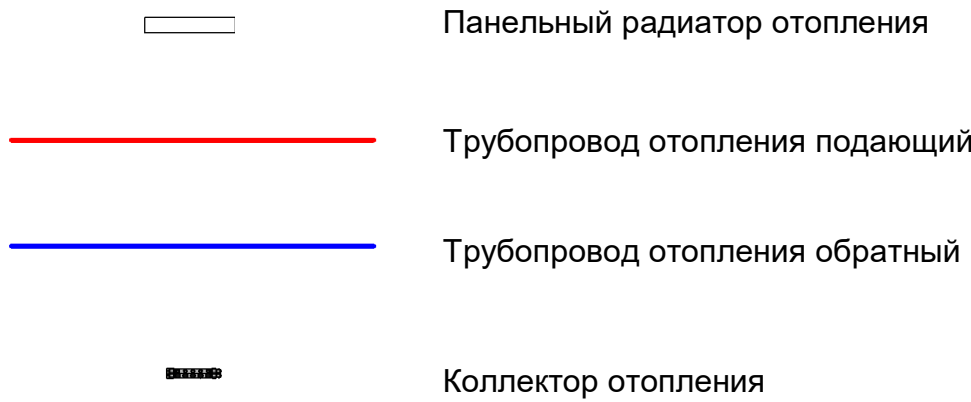 Панельный радиатор отопления
Трубопровод отопления подающий
Трубопровод отопления обратный
Коллектор отопления